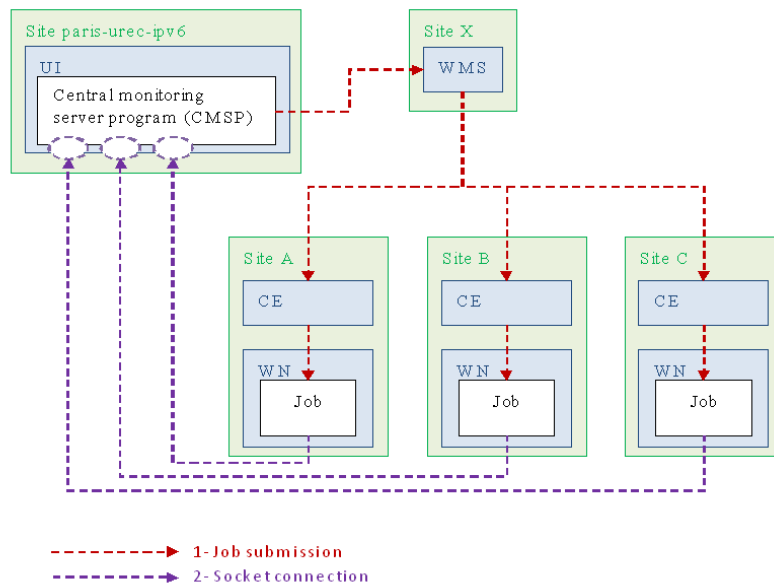 Site paris-urec-ipv6
UI
Central monitoring
server program (CMSP)
Site X
WMS
Site A
CE
WN
Job
Site B
CE
WN
Job
Site C
CE
WN
Job
1-Job submission
2-Socket connection